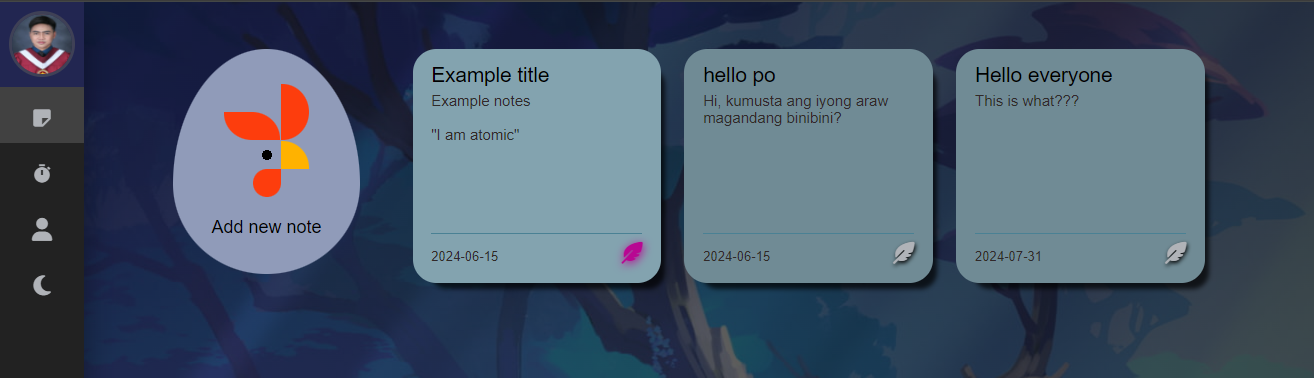 Add new note
Example title
Example notes
"I am atomic"
2024-06-15
hello po
Hi, kumusta ang iyong araw
magandang binibini?
2024-06-15
Hello everyone
This is what???
2024-07-31